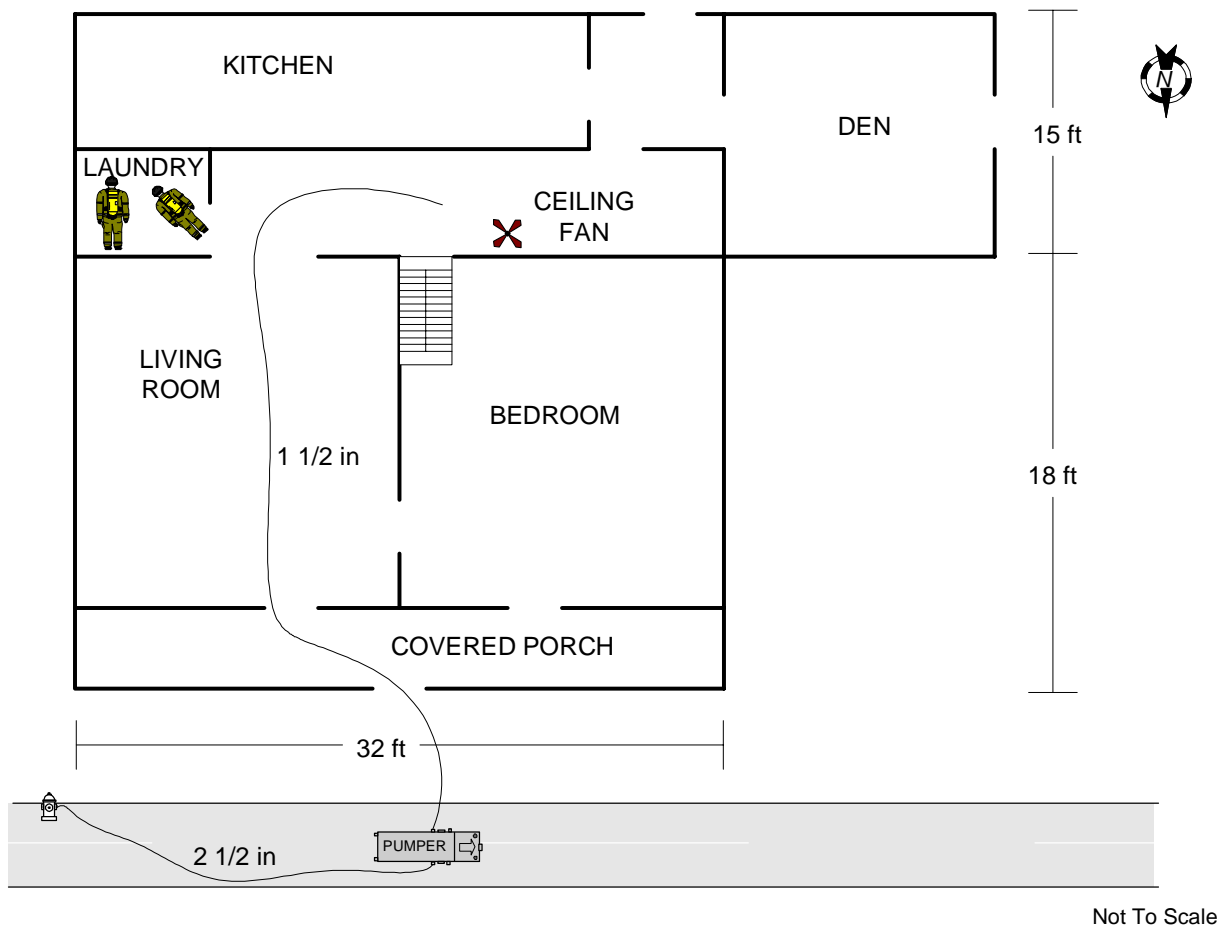 KITCHEN
N
DEN
15 ft
LAUNDRY
CEILING
FAN
LIVING
ROOM
BEDROOM
1 1/2 in
18 ft
COVERED PORCH
32 ft
PUMPER
2 1/2 in
Not To Scale